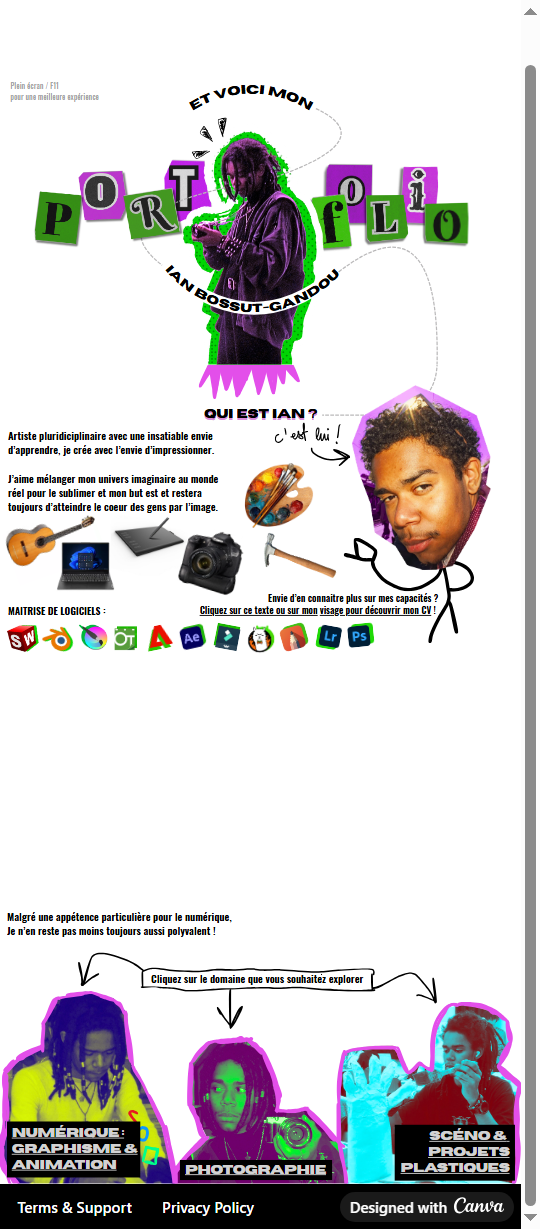 Plein écran / F11
pour une meilleure expérience
ET VOICI MON
PORTfOLiO
IAN BOSSUT-GANDOU
QUI EST IAN ?
c'est lui !
Artiste pluridiciplinaire avec une insatiable envie
d'apprendre, je crée avec l'envie d'impressionner.
J'aime mélanger mon univers imaginaire au monde
réel pour le sublimer et mon but est et restera
toujours d'atteindre le coeur des gens par l'image.
Envie d'en connaitre plus sur mes capacités ?
Cliquez sur ce texte ou sur mon visage pour découvrir mon CV !
MAITRISE DE LOGICIELS :
SW
OT
Ae
Lr
Ps
Malgré une appétence particulière pour le numérique,
Je n'en reste pas moins toujours aussi polyvalent !
Cliquez sur le domaine que vous souhaitez explorer
NUMÉRIQUE :
GRAPHISME &
ANIMATION
PHOTOGRAPHIE
SCÉNO &
PROJETS
PLASTIQUES
Terms & Support
Privacy Policy
Designed with Canva